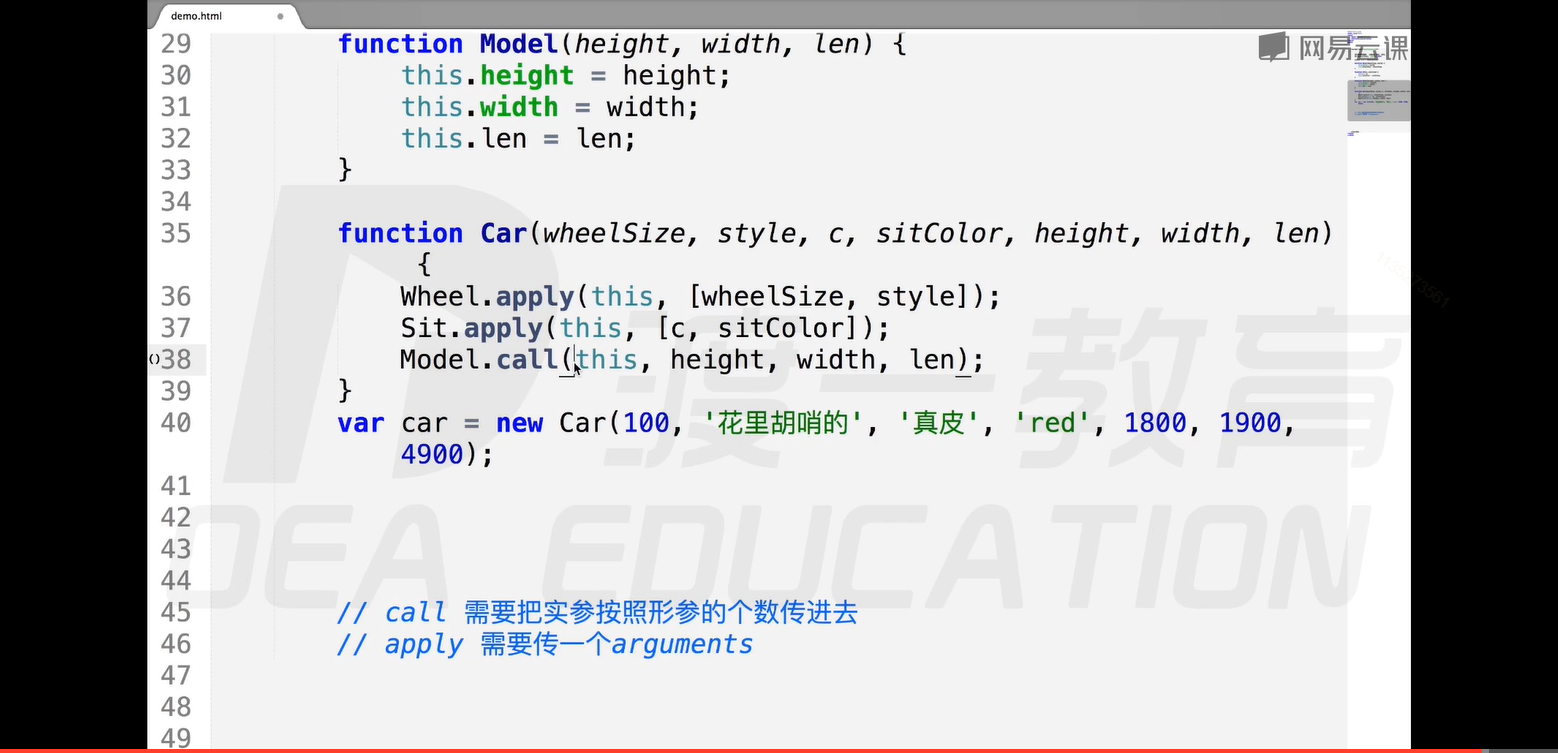 demo.html
网易云课
29 function Model(height, width, len) {
30 this.height = height;
31 this.width = width;
32 this.len = len;
33 }
34
35 function Car(wheelSize, style, c, sitColor, height, width, len)
{
36 Wheel.apply(this, [wheelSize, style]);
37 Sit.apply(this, [c, sitColor]);
38 Model.call(this, height, width, len);
39 }
40 var car = new Car(100, '花里胡哨的', '真皮', 'red', 1800, 1900,
4900);
41
42
43
44
45 // call 需要把实参按照形参的个数传进去
46 // apply 需要传一个arguments
47
48
49
渡一教育
DEA EDUCATION